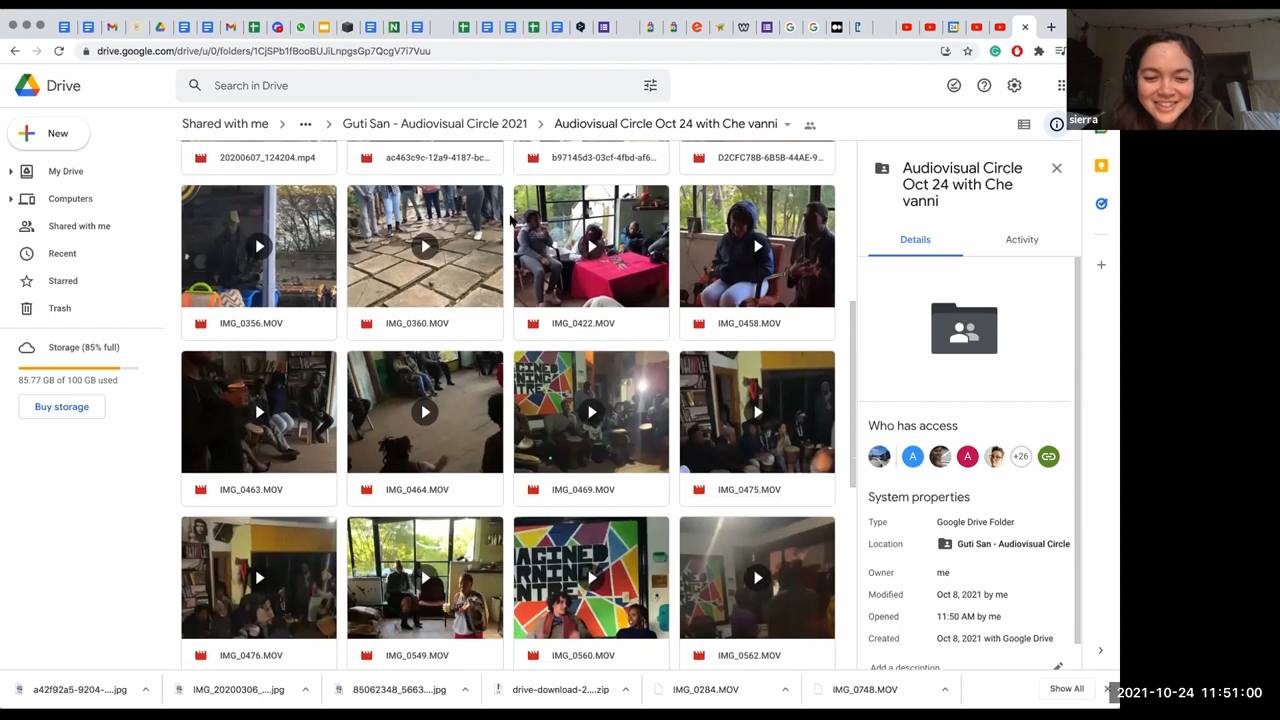 drive.google.com/drive/u/0/folders/1CjSPb1fBooBUJiLnpgsGp7QcgV7i7Vuu
Drive
Search in Drive
sierra
New
My Drive
Computers
Shared with me
Recent
Starred
Trash
Storage (85% full)
85.77 GB of 100 GB used
Buy storage
Shared with me
Guti San - Audiovisual Circle 2021
Audiovisual Circle Oct 24 with Che vanni
20200607_124204.mp4
ac463c9c-12a9-4187-bc...
b97145d3-03cf-4fbd-af6...
D2CFC78B-6B5B-44AE-9...
IMG_0356.MOV
IMG_0360.MOV
IMG_0422.MOV
IMG_0458.MOV
IMG_0463.MOV
IMG_0464.MOV
IMG_0469.MOV
IMG_0475.MOV
AGINED
RNING
NTRE
IMG_0476.MOV
IMG_0549.MOV
IMG_0560.MOV
IMG_0562.MOV
Audiovisual Circle
Oct 24 with Che
vanni
Details
Activity
Who has access
A
A
+26
System properties
Type
Google Drive Folder
Location
Guti San - Audiovisual Circle
Owner
me
Modified
Oct 8, 2021 by me
Opened
11:50 AM by me
Created
Oct 8, 2021 with Google Drive
Add a description
a42f92a5-9204-....jpg
IMG_20200306_....jpg
85062348_5663....jpg
drive-download-2....zip
IMG_0284.MOV
IMG_0748.MOV
Show All
2021-10-24 11:51:00